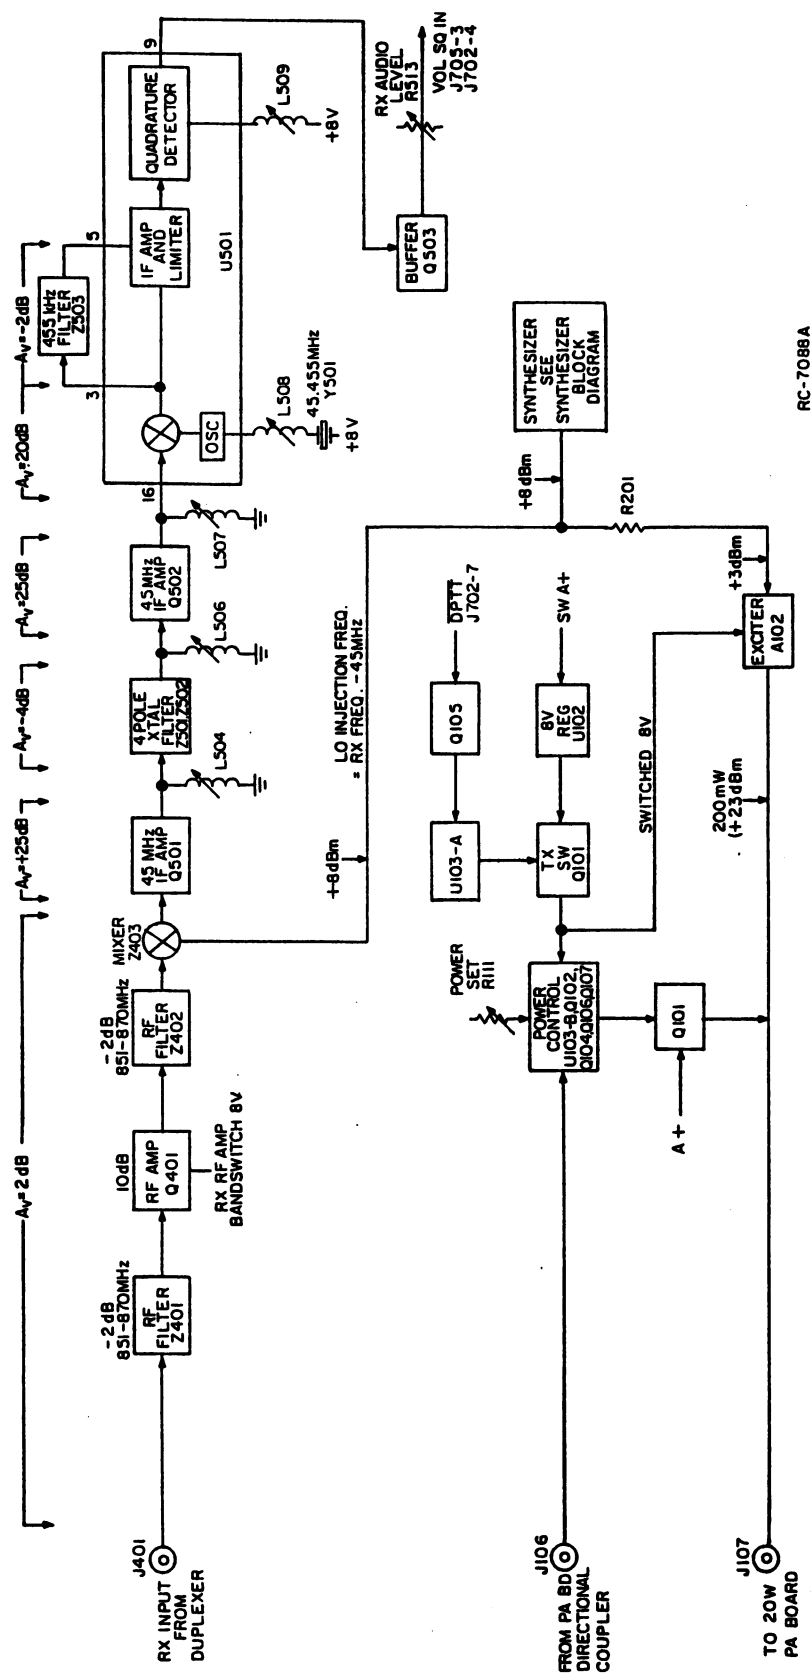 Av=2dB
Av=+25dB
Av=-4dB
Av=25dB
Av=20dB
Av=-2dB
J401
RX INPUT
FROM
DUPLEXER
-2dB
851-870MHz
RF
FILTER
Z401
10dB
RF AMP
Q401
RX RF AMP
BANDSWITCH 8V
-2dB
851-870MHz
RF
FILTER
Z402
MIXER
Z403
45 MHz
IF AMP
Q501
L504
4 POLE
XTAL
FILTER
Z501,Z502
L506
45MHz
IF AMP
Q502
L507
16
3
455 kHz
FILTER
Z503
5
OSC
L508
45.455MHz
Y501
+8V
IF AMP
AND
LIMITER
U501
QUADRATURE
DETECTOR
9
L509
+8V
BUFFER
Q503
RX AUDIO
LEVEL
R513
VOL SQ IN
J705-3
J702-4
+8dBm
LO INJECTION FREQ.
= RX FREQ. -45MHz
SYNTHESIZER
SEE
SYNTHESIZER
BLOCK
DIAGRAM
+8dBm
R201
+3dBm
EXCITER
A102
DPTT
J702-7
Q105
U103-A
SW A+
8V
REG
U102
TX
SW
Q101
SWITCHED 8V
POWER
SET
R111
POWER
CONTROL
U103-B,Q102,
Q104,Q106,Q107
Q101
A+
200mW
(+23dBm
J106
FROM PA BD
DIRECTIONAL
COUPLER
J107
TO 20W
PA BOARD
RC-7088A